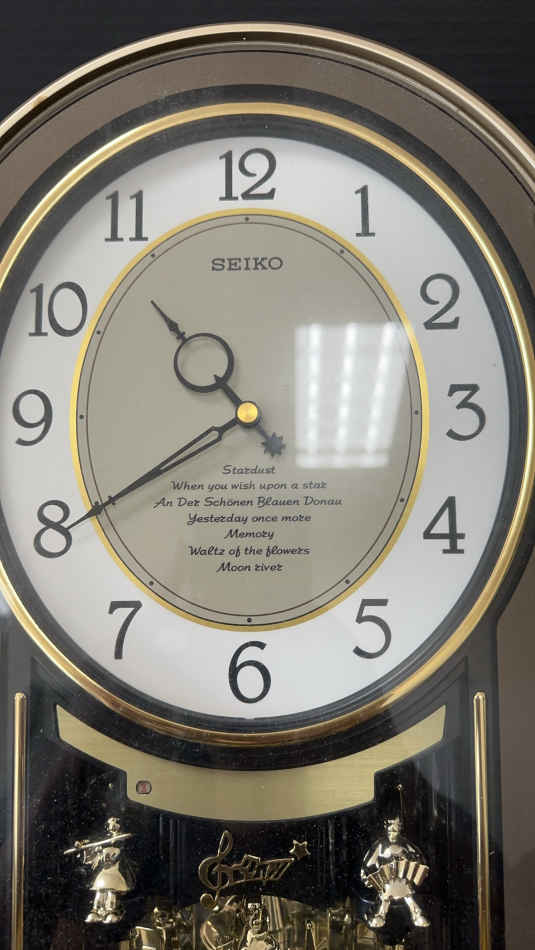 12
11
1
SEIKO
10
2
9
3
Stardust
When you wish upon a star
An Der Schönen Blauen Donau
8
Yesterday once more
4
Memory
Waltz of the flowers
Moon river
7
5
6